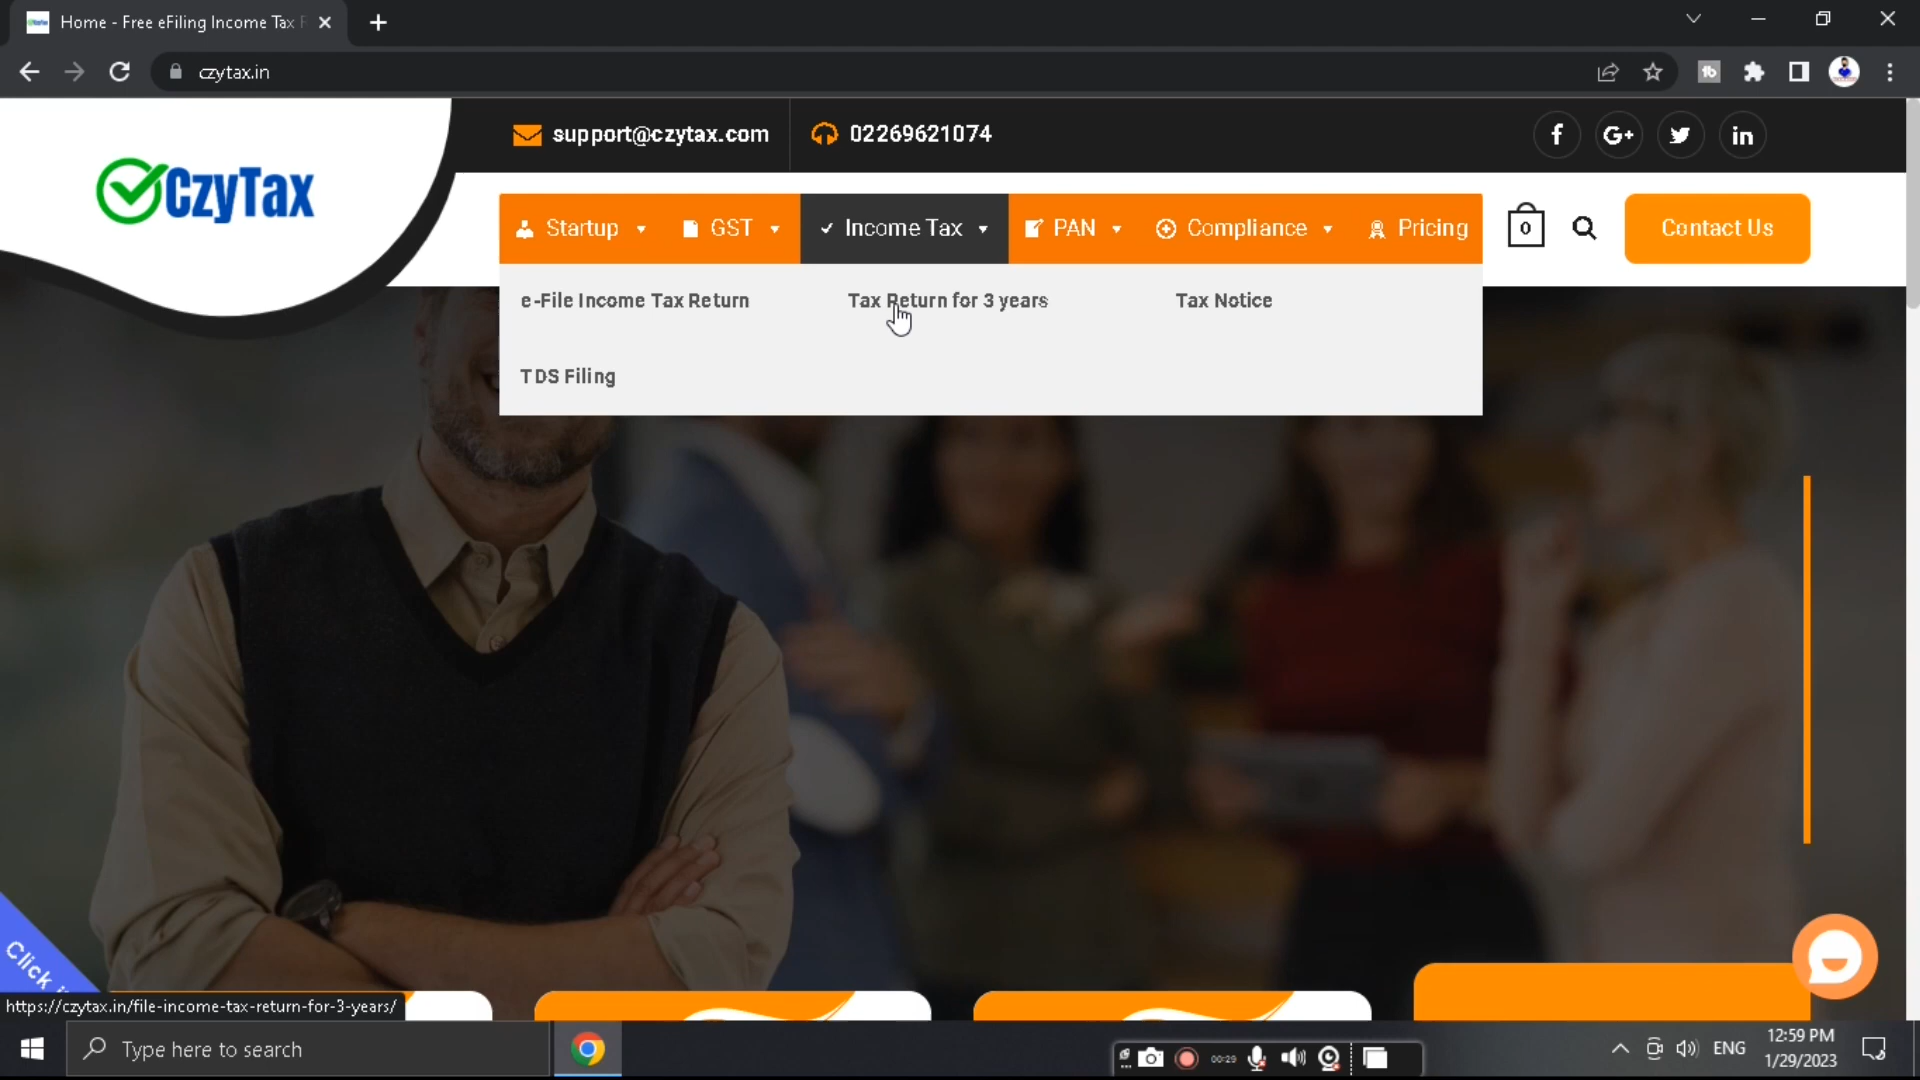 Home - Free eFiling Income Tax
czytax.in
support@czytax.com
02269621074
CzyTax
Startup
GST
Income Tax
PAN
Compliance
Pricing
0
Contact Us
e-File Income Tax Return
Tax Return for 3 years
Tax Notice
TDS Filing
Click
https://czytax.in/file-income-tax-return-for-3-years/
Type here to search
00:29
ENG
12:59 PM
1/29/2023